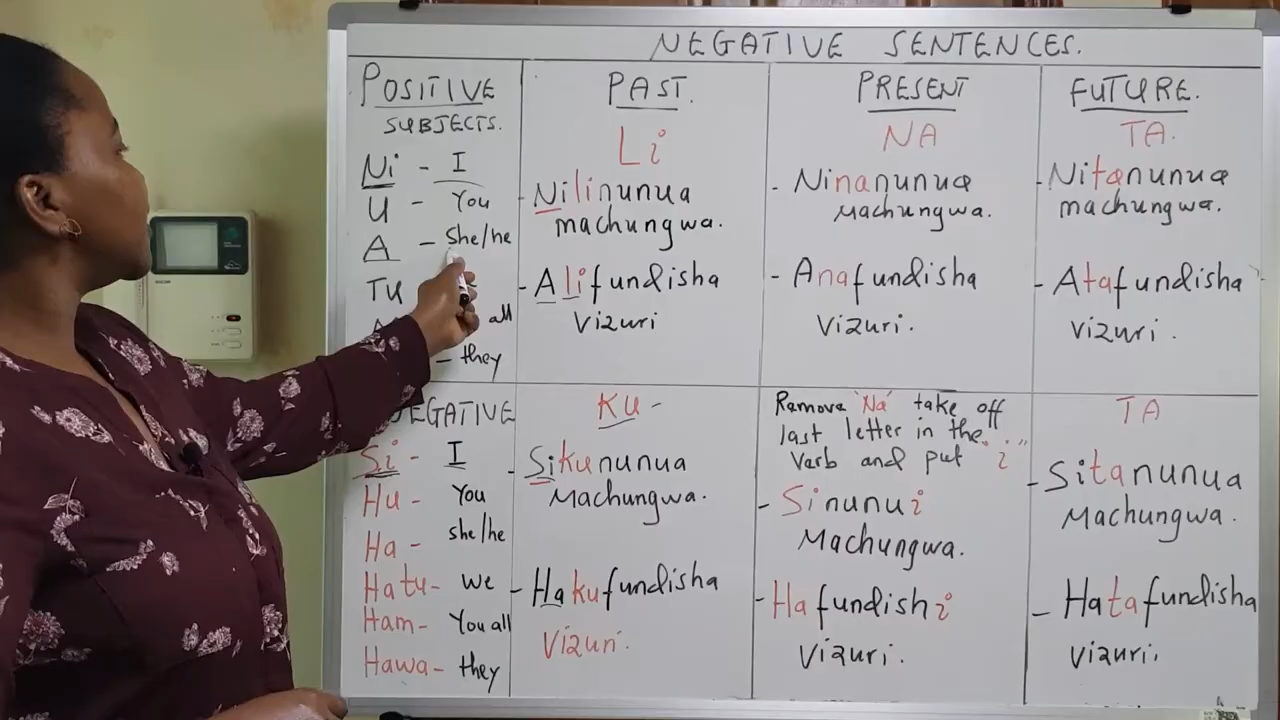 NEGATIVE SENTENCES.
POSITIVE
SUBJECTS.
Ni - I
U - You
A - She/he
TU
all
- they
PAST.
Li
- Nilinunua
machungwa.
- Alifundisha
Vizuri
PRESENT
NA
- Ninanunua
Machungwa.
- Anafundisha
Vizuri.
FUTURE.
TA.
- Nitanunua
machungwa.
- Atafundisha
Vizuri.
NEGATIVE
Si - I
Hu - You
Ha - she/he
Hatu - we
Ham - You all
Hawa - they
KU -
- Sikununua
Machungwa.
- Hakufundisha
Vizuri.
Remove "Na" take off
last letter in the
Verb and put "i"
- Sinunui
Machungwa.
- Hafundishi
Vizuri.
TA
- Sitanunua
Machungwa.
- Hatafundisha
Vizuri.